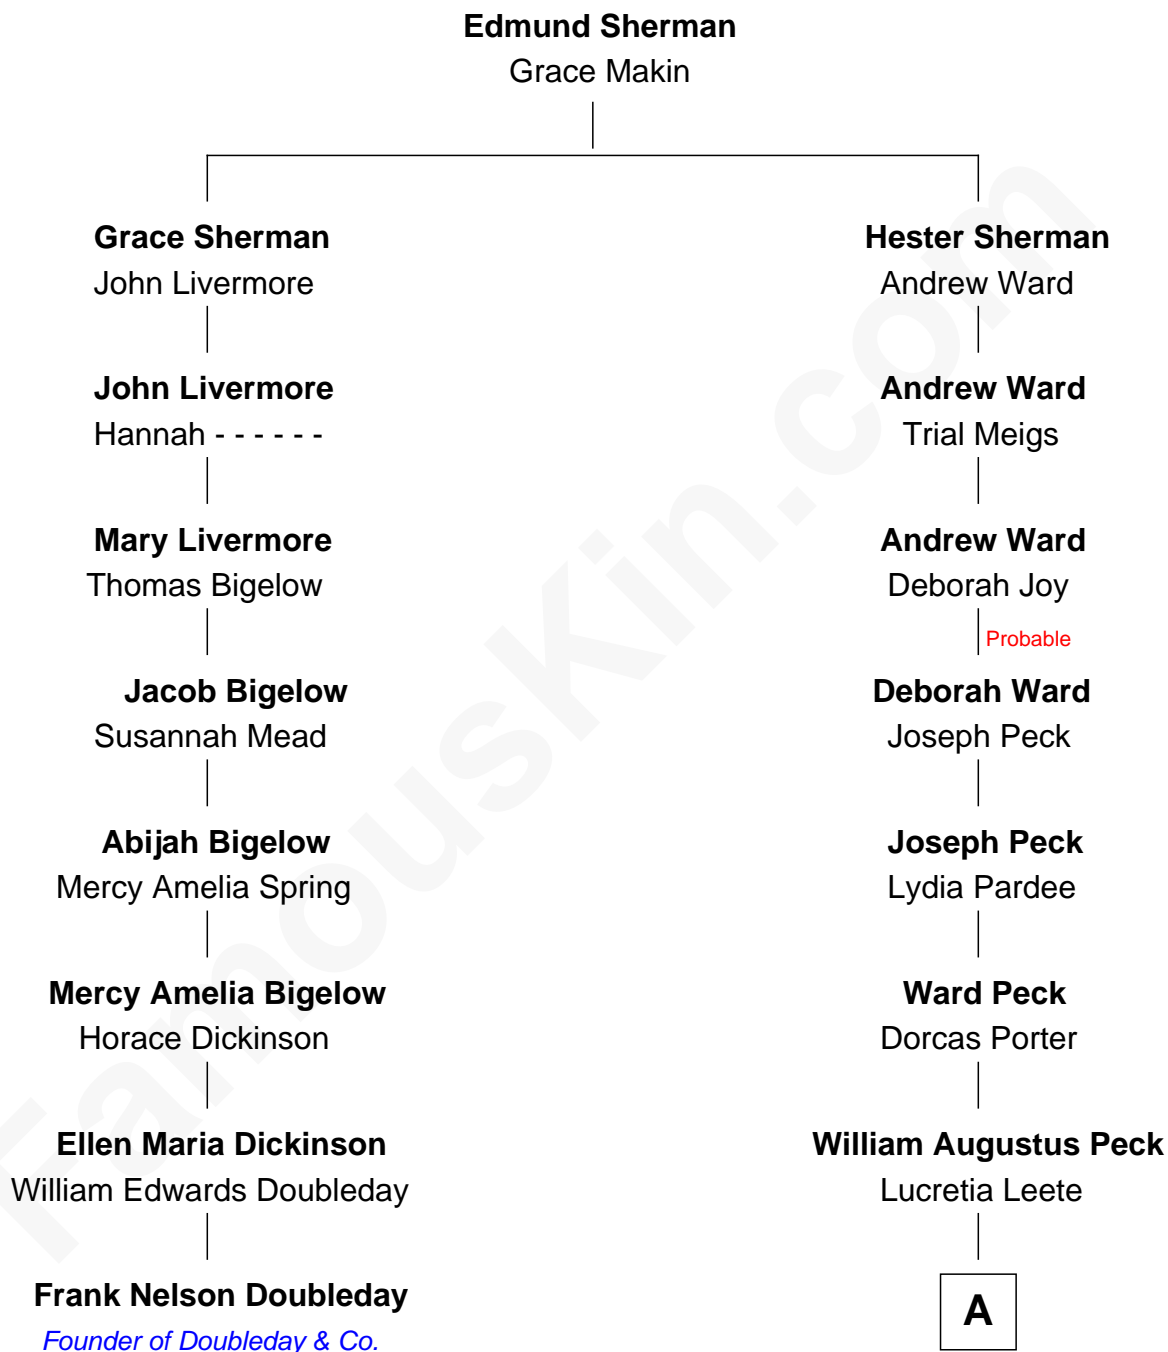 Edmund Sherman
Grace Makin
Grace Sherman
John Livermore
Hester Sherman
Andrew Ward
John Livermore
Hannah - - - - - -
Andrew Ward
Trial Meigs
Mary Livermore
Thomas Bigelow
Andrew Ward
Deborah Joy
Probable
Jacob Bigelow
Susannah Mead
Deborah Ward
Joseph Peck
Abijah Bigelow
Mercy Amelia Spring
Joseph Peck
Lydia Pardee
Mercy Amelia Bigelow
Horace Dickinson
Ward Peck
Dorcas Porter
Ellen Maria Dickinson
William Edwards Doubleday
William Augustus Peck
Lucretia Leete
Frank Nelson Doubleday
Founder of Doubleday & Co.
A
FamousKin.com